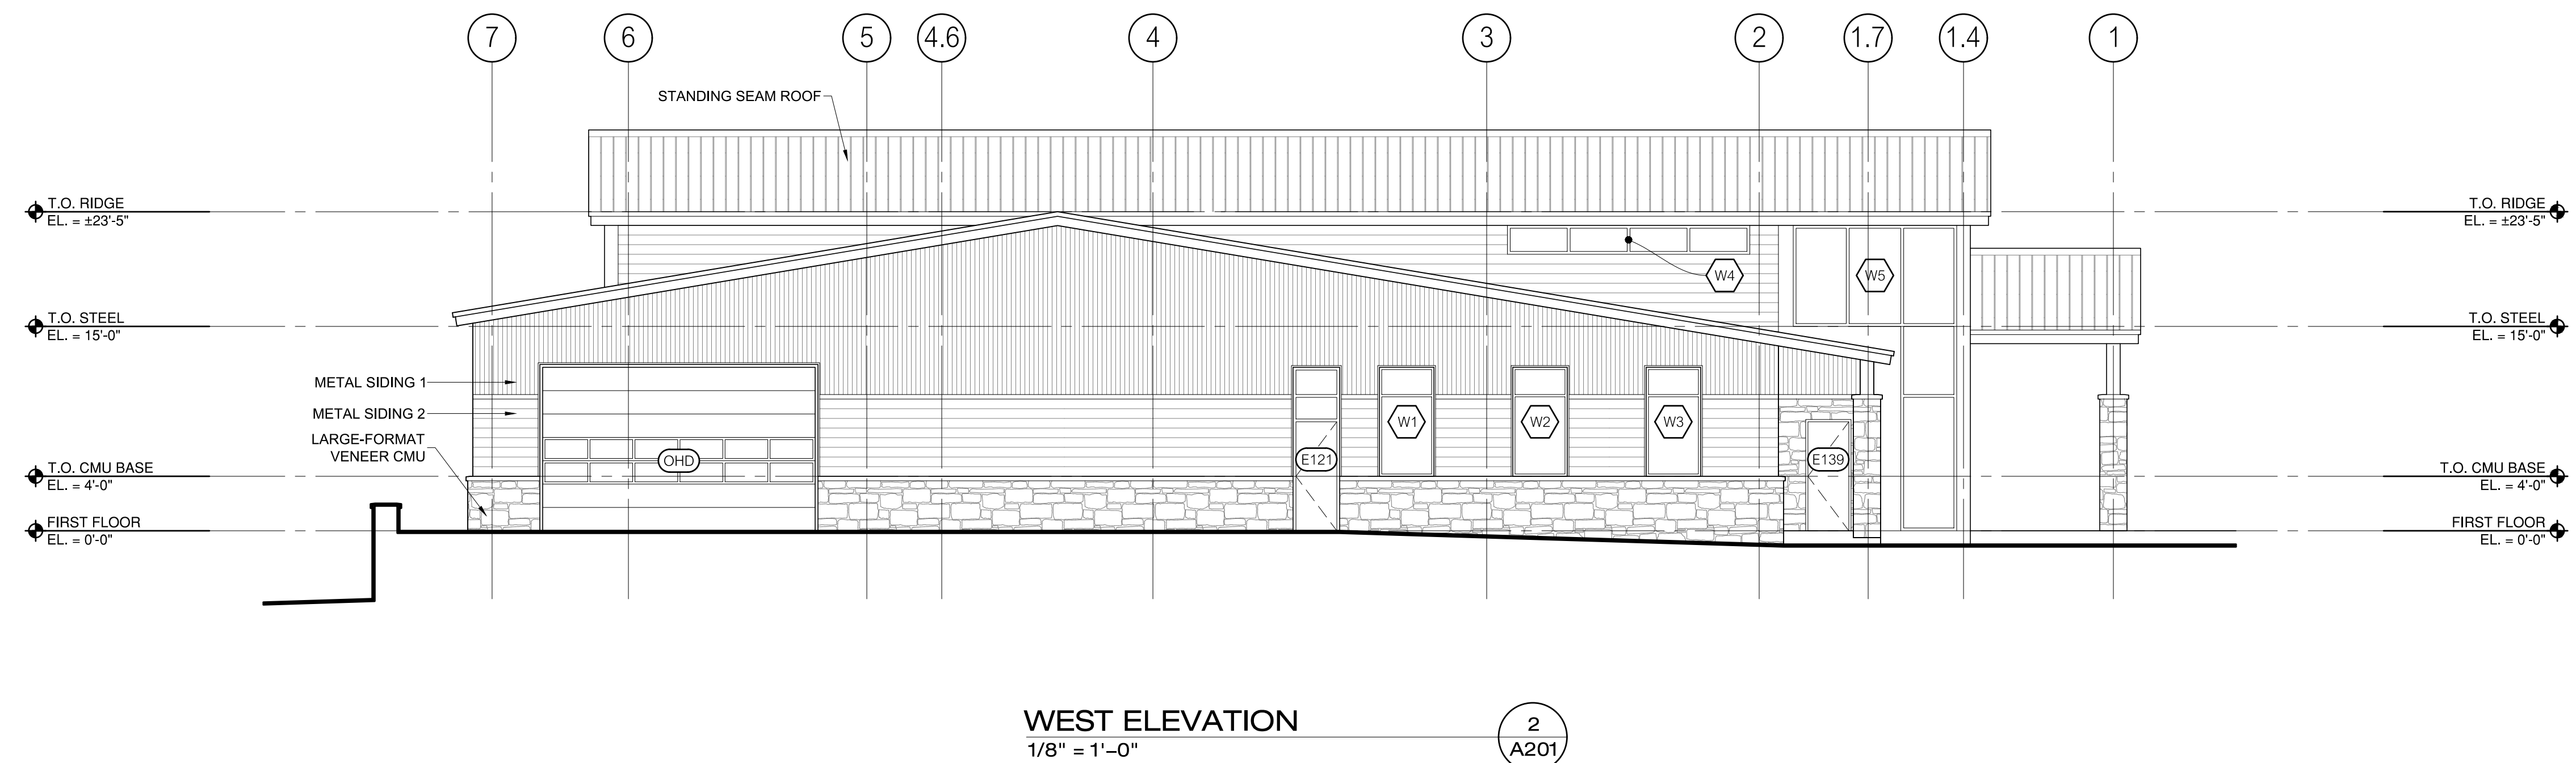 7
6
5
4.6
4
3
2
1.7
1.4
1
STANDING SEAM ROOF
T.O. RIDGE
EL. = ±23'-5"
T.O. RIDGE
EL. = ±23'-5"
W4
W5
T.O. STEEL
EL. = 15'-0"
T.O. STEEL
EL. = 15'-0"
METAL SIDING 1
METAL SIDING 2
LARGE-FORMAT
VENEER CMU
W1
W2
W3
OHD
E121
E139
T.O. CMU BASE
EL. = 4'-0"
T.O. CMU BASE
EL. = 4'-0"
FIRST FLOOR
EL. = 0'-0"
FIRST FLOOR
EL. = 0'-0"
WEST ELEVATION
1/8" = 1'-0"
2
A201